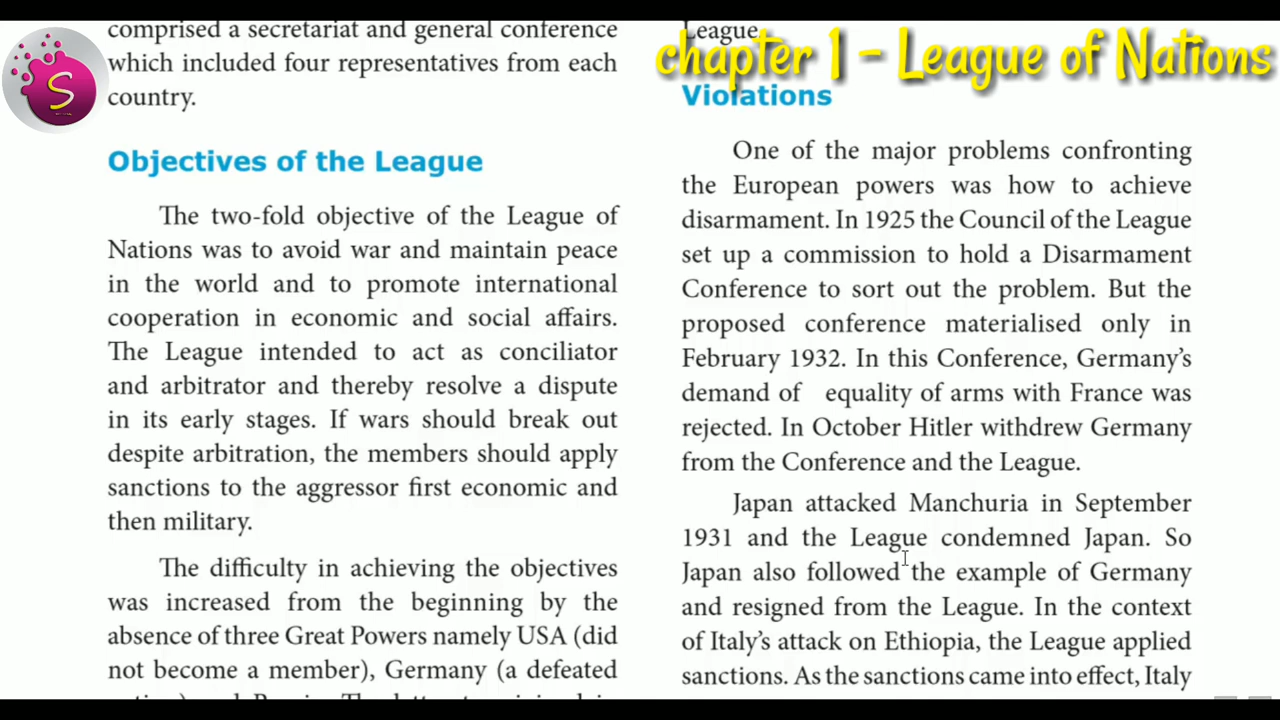 comprised a secretariat and general conference
which included four representatives from each
country.
Objectives of the League
The two-fold objective of the League of
Nations was to avoid war and maintain peace
in the world and to promote international
cooperation in economic and social affairs.
The League intended to act as conciliator
and arbitrator and thereby resolve a dispute
in its early stages. If wars should break out
despite arbitration, the members should apply
sanctions to the aggressor first economic and
then military.
The difficulty in achieving the objectives
was increased from the beginning by the
absence of three Great Powers namely USA (did
not become a member), Germany (a defeated
League.
chapter 1 - League of Nations
Violations
One of the major problems confronting
the European powers was how to achieve
disarmament. In 1925 the Council of the League
set up a commission to hold a Disarmament
Conference to sort out the problem. But the
proposed conference materialised only in
February 1932. In this Conference, Germany's
demand of equality of arms with France was
rejected. In October Hitler withdrew Germany
from the Conference and the League.
Japan attacked Manchuria in September
1931 and the League condemned Japan. So
Japan also followed the example of Germany
and resigned from the League. In the context
of Italy's attack on Ethiopia, the League applied
sanctions. As the sanctions came into effect, Italy
S